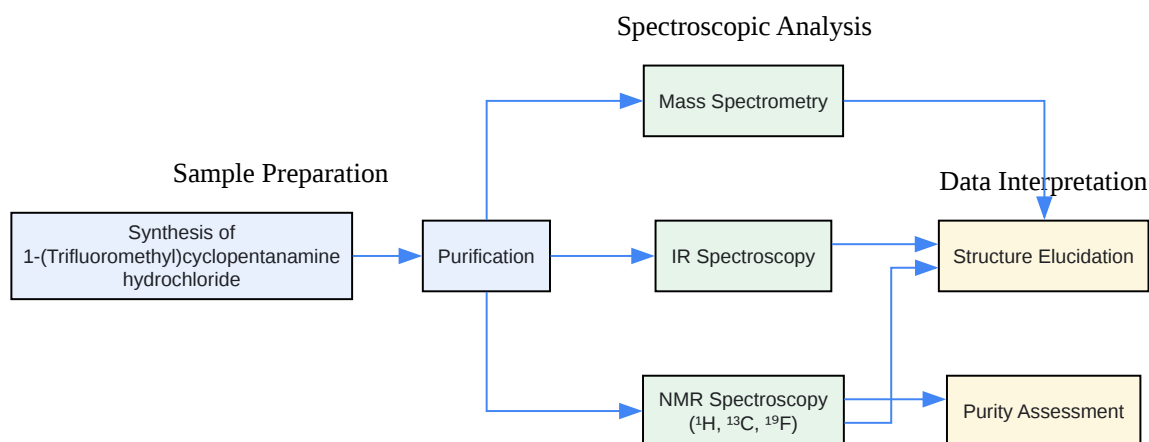 Spectroscopic Analysis
Mass Spectrometry
Sample Preparation
Data Interpretation
Synthesis of
1-(Trifluoromethyl)cyclopentanamine
hydrochloride
Purification
IR Spectroscopy
Structure Elucidation
NMR Spectroscopy
(¹H, ¹³C, ¹⁹F)
Purity Assessment